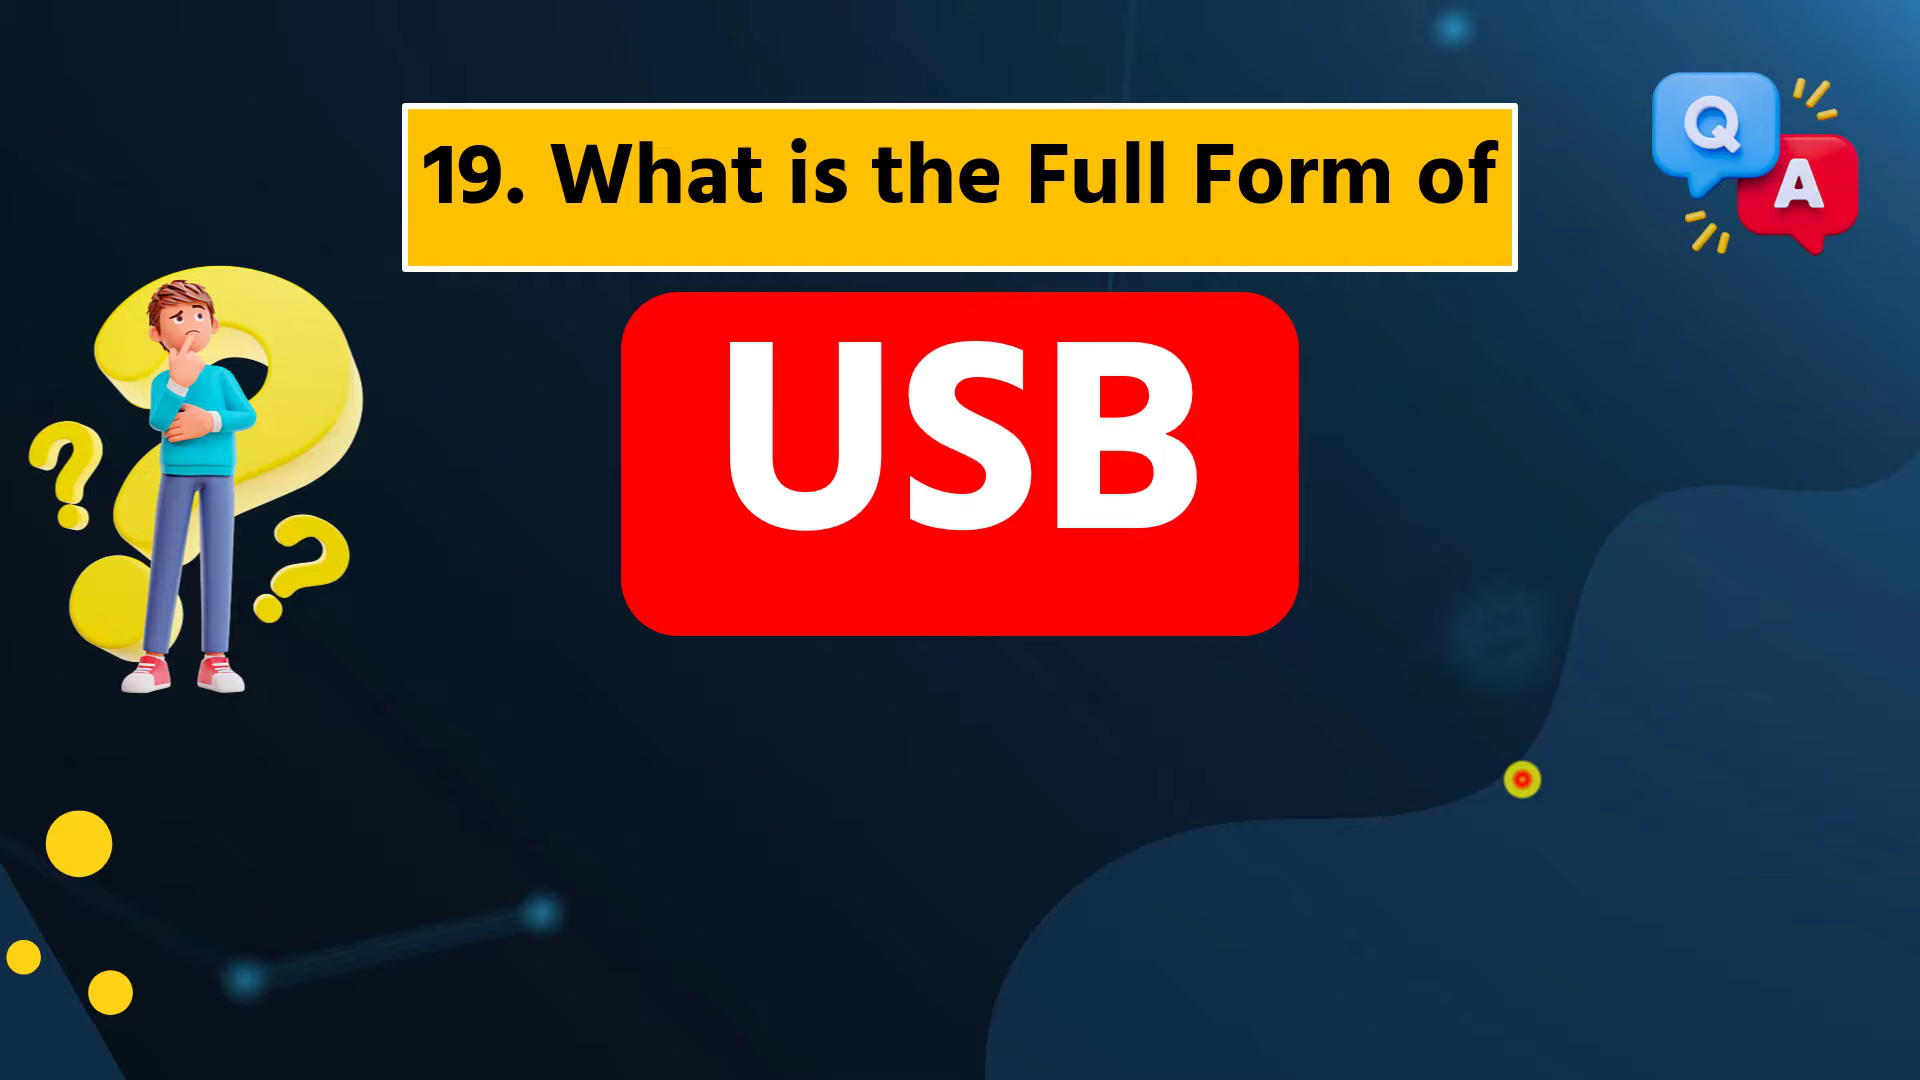 19. What is the Full Form of
USB
Q
A